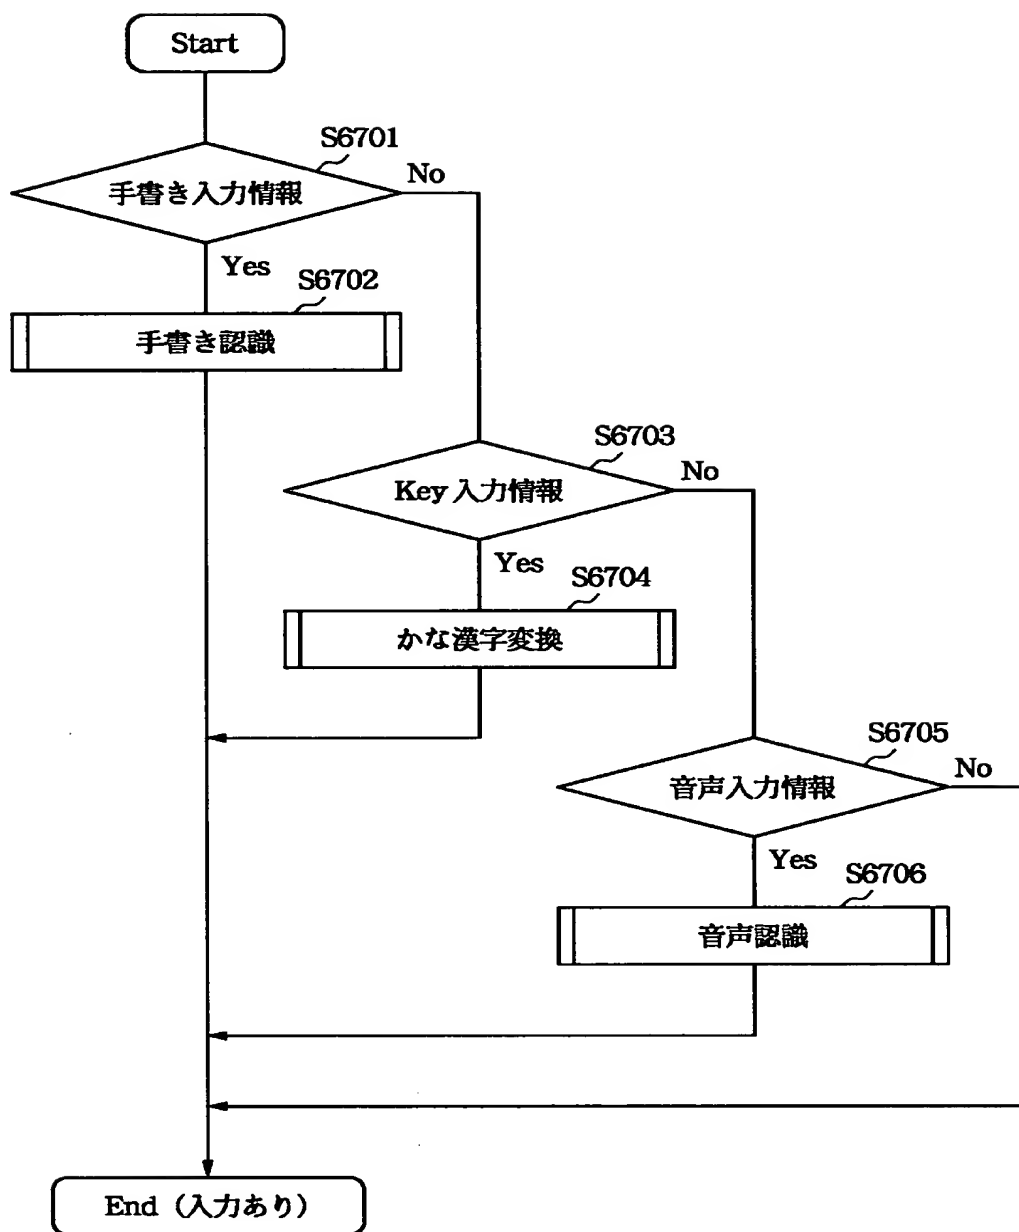 Start
S6701
手書き入力情報
No
Yes
S6702
手書き認識
S6703
Key 入力情報
No
Yes
S6704
かな漢字変換
S6705
音声入力情報
No
Yes
S6706
音声認識
End（入力あり）